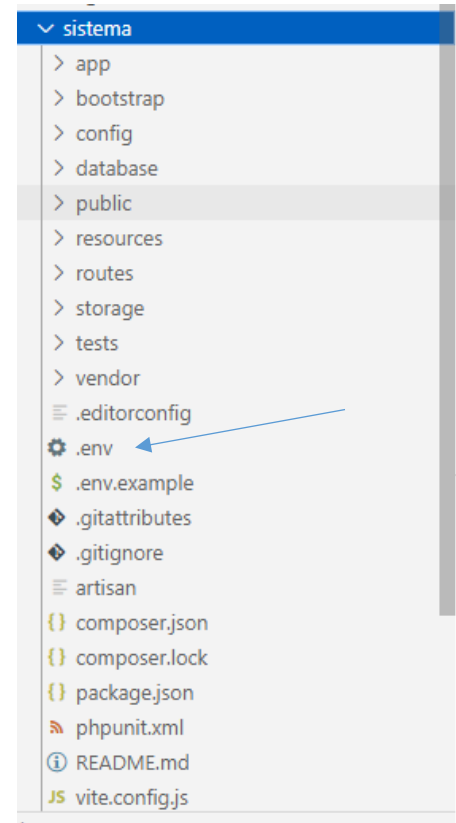 sistema
app
bootstrap
config
database
public
resources
routes
storage
tests
vendor
.editorconfig
.env
$ .env.example
.gitattributes
.gitignore
artisan
{} composer.json
{} composer.lock
{} package.json
phpunit.xml
README.md
JS vite.config.js